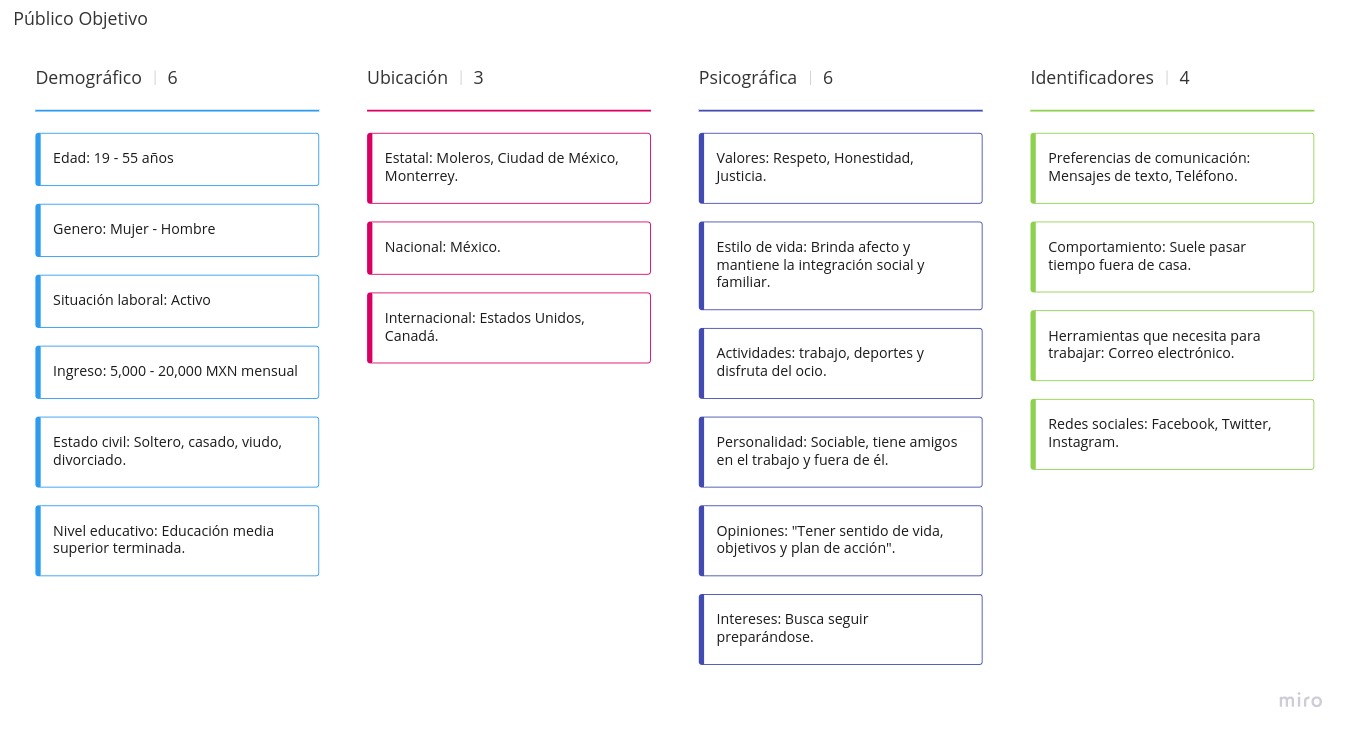 Público Objetivo
Demográfico | 6
Edad: 19 - 55 años
Genero: Mujer - Hombre
Situación laboral: Activo
Ingreso: 5,000 - 20,000 MXN mensual
Estado civil: Soltero, casado, viudo,
divorciado.
Nivel educativo: Educación media
superior terminada.
Ubicación | 3
Estatal: Moleros, Ciudad de México,
Monterrey.
Nacional: México.
Internacional: Estados Unidos,
Canadá.
Psicográfica | 6
Valores: Respeto, Honestidad,
Justicia.
Estilo de vida: Brinda afecto y
mantiene la integración social y
familiar.
Actividades: trabajo, deportes y
disfruta del ocio.
Personalidad: Sociable, tiene amigos
en el trabajo y fuera de él.
Opiniones: "Tener sentido de vida,
objetivos y plan de acción".
Intereses: Busca seguir
preparándose.
Identificadores | 4
Preferencias de comunicación:
Mensajes de texto, Teléfono.
Comportamiento: Suele pasar
tiempo fuera de casa.
Herramientas que necesita para
trabajar: Correo electrónico.
Redes sociales: Facebook, Twitter,
Instagram.
miro